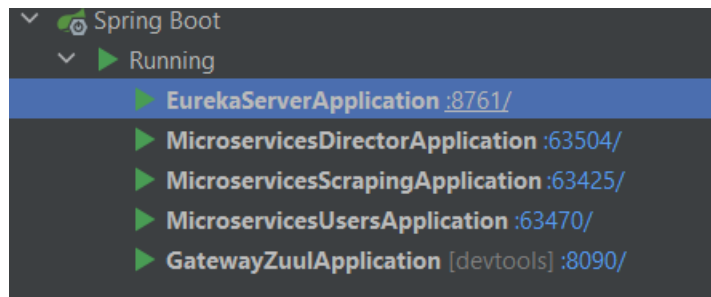 Spring Boot
Running
EurekaServerApplication :8761/
MicroservicesDirectorApplication :63504/
MicroservicesScrapingApplication :63425/
MicroservicesUsersApplication :63470/
GatewayZuulApplication [devtools] :8090/